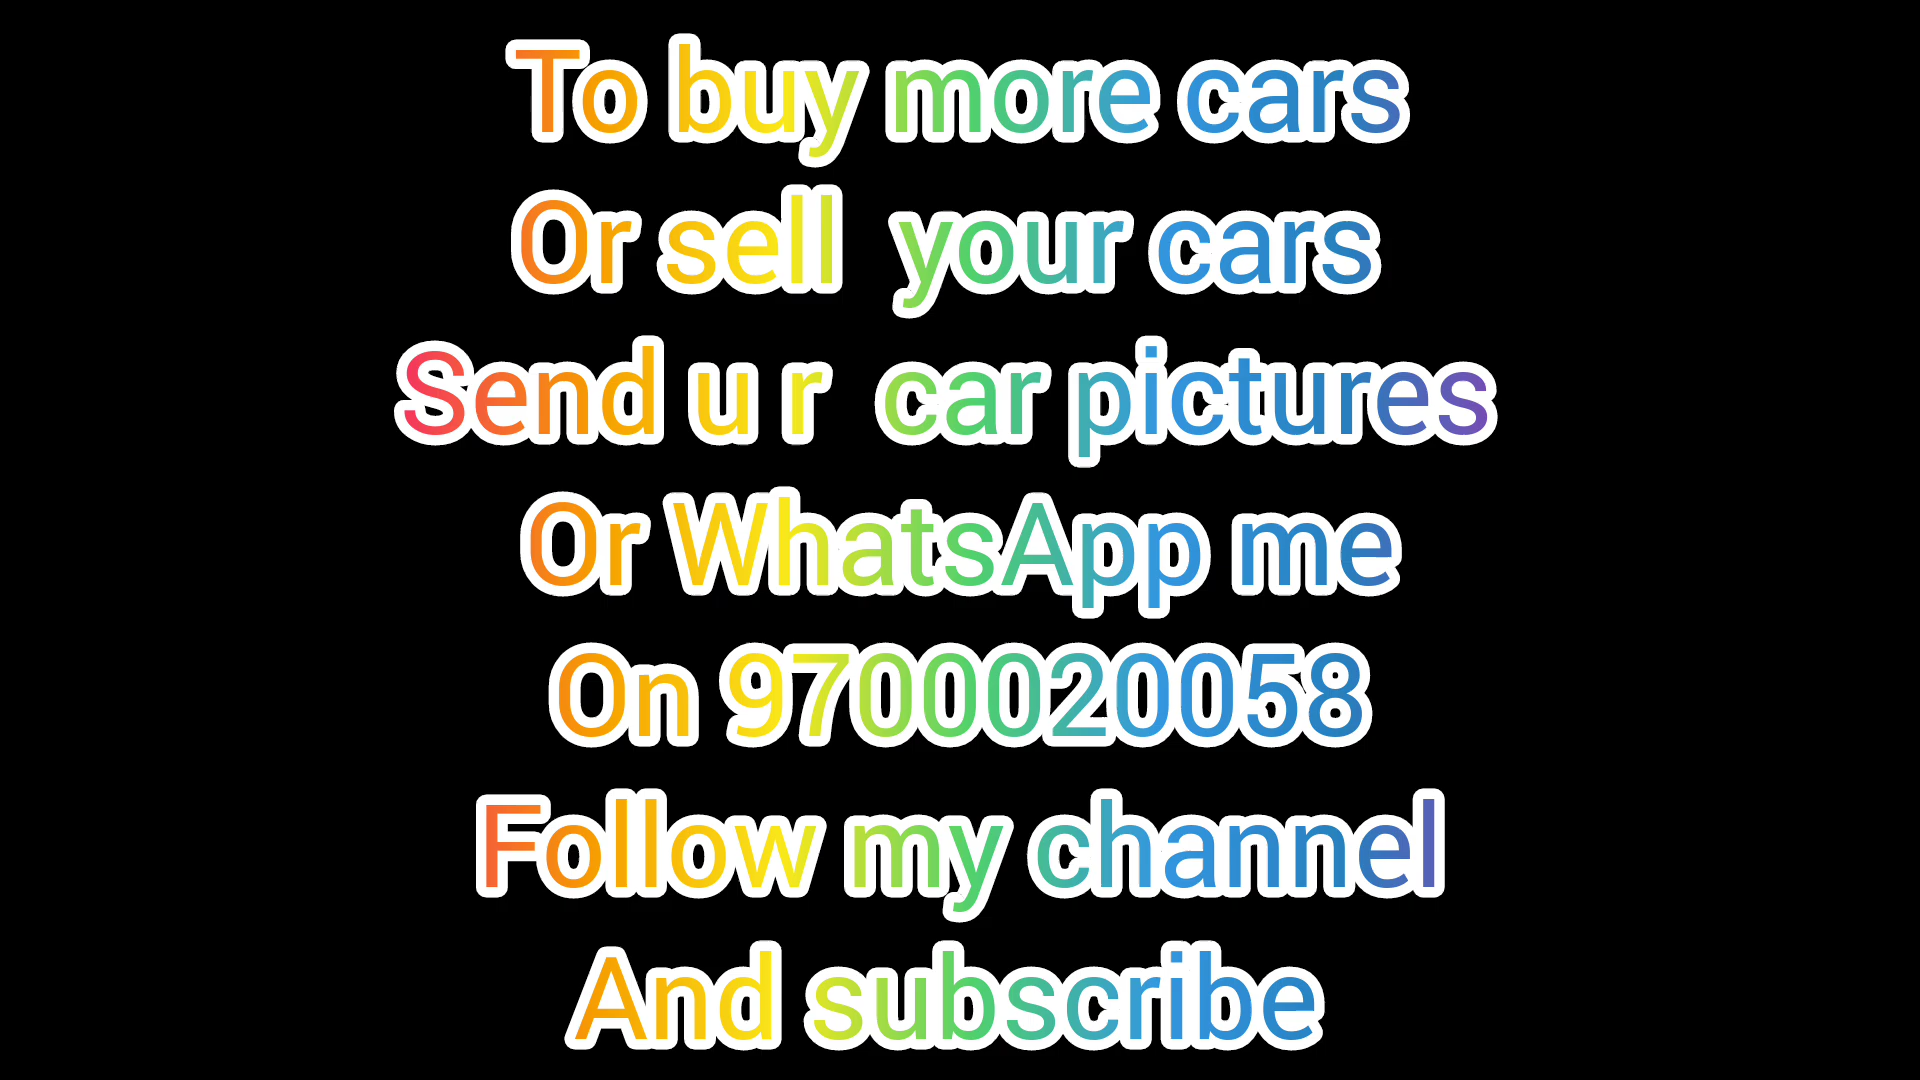 To buy more cars
Or sell  your cars
Send u r  car pictures
Or WhatsApp me
On 9700020058
Follow my channel
And subscribe